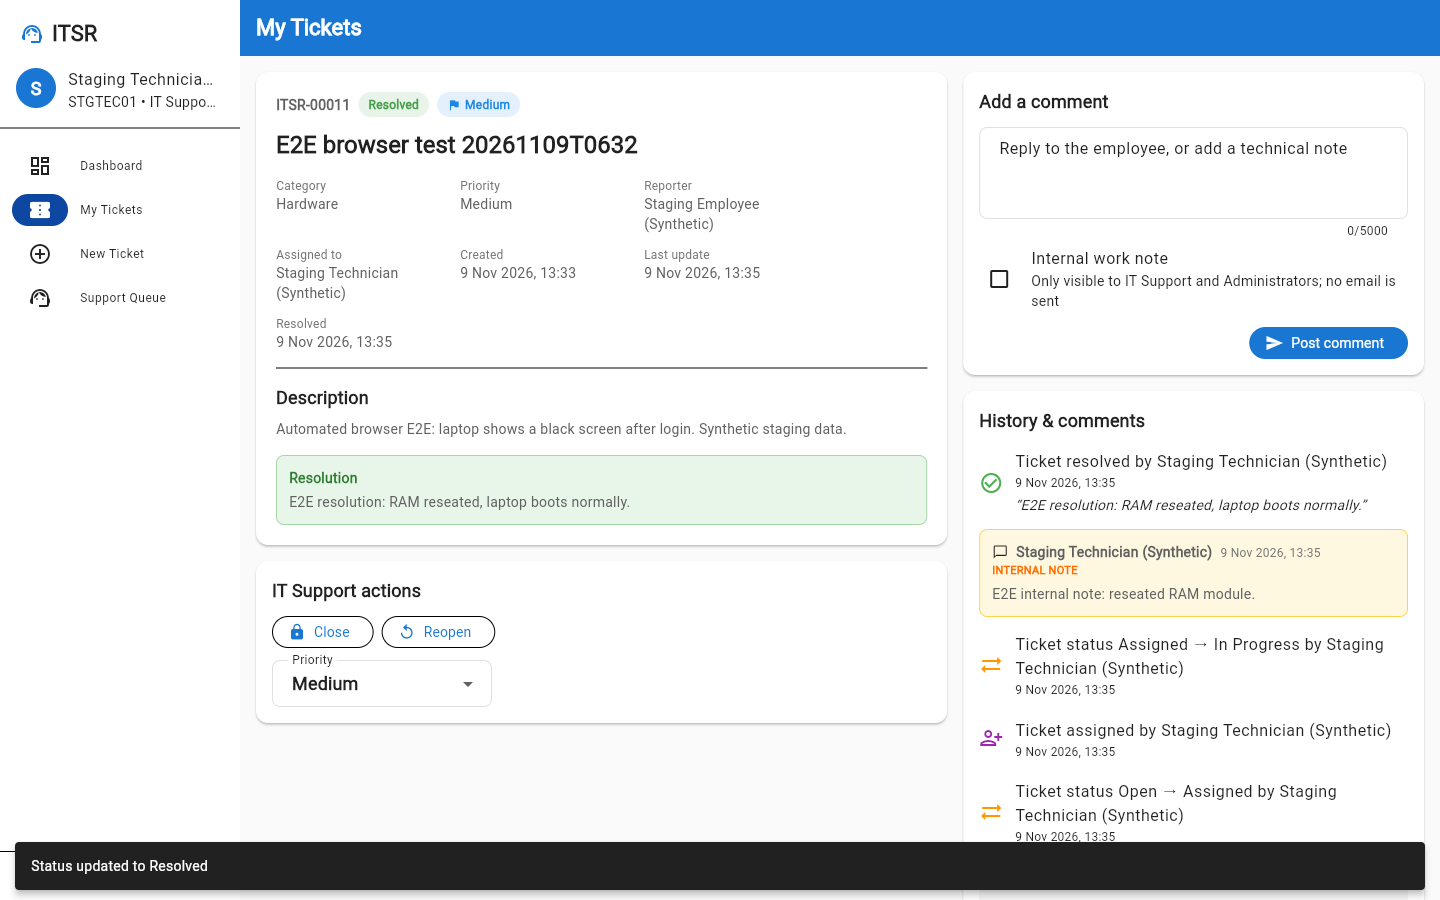 ITSR
S
Staging Technicia...
STGTEC01 • IT Suppo...
Dashboard
My Tickets
New Ticket
Support Queue
My Tickets
ITSR-00011
Resolved
Medium
E2E browser test 20261109T0632
Category
Hardware
Priority
Medium
Reporter
Staging Employee
(Synthetic)
Assigned to
Staging Technician
(Synthetic)
Created
9 Nov 2026, 13:33
Last update
9 Nov 2026, 13:35
Resolved
9 Nov 2026, 13:35
Description
Automated browser E2E: laptop shows a black screen after login. Synthetic staging data.
Resolution
E2E resolution: RAM reseated, laptop boots normally.
IT Support actions
Close
Reopen
Priority
Medium
Add a comment
Reply to the employee, or add a technical note
0/5000
Internal work note
Only visible to IT Support and Administrators; no email is
sent
Post comment
History & comments
Ticket resolved by Staging Technician (Synthetic)
9 Nov 2026, 13:35
“E2E resolution: RAM reseated, laptop boots normally.”
Staging Technician (Synthetic) 9 Nov 2026, 13:35
INTERNAL NOTE
E2E internal note: reseated RAM module.
Ticket status Assigned → In Progress by Staging
Technician (Synthetic)
9 Nov 2026, 13:35
Ticket assigned by Staging Technician (Synthetic)
9 Nov 2026, 13:35
Ticket status Open → Assigned by Staging
Technician (Synthetic)
9 Nov 2026, 13:35
Status updated to Resolved